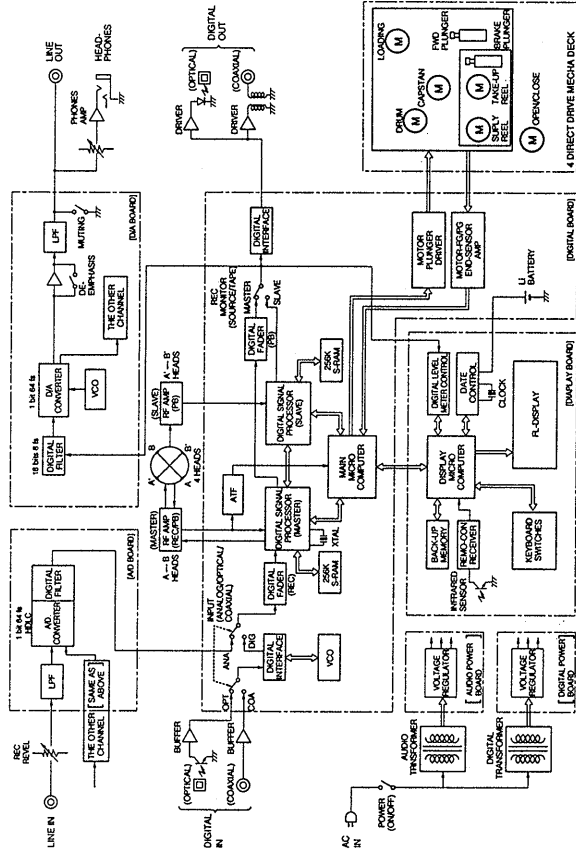 LINE IN
REC
REVEL
LPF
1 bit 64 fs
HDLC
A/D
CONVERTER
DIGITAL
FILTER
THE OTHER
CHANNEL
SAME AS
ABOVE
[A/D BOARD]
18 bits 8 fs
DIGITAL
FILTER
1 bit 64 fs
D/A
CONVERTER
VCO
DE-
EMPHASIS
THE OTHER
CHANNEL
LPF
MUTING
[D/A BOARD]
PHONES
AMP
LINE
OUT
HEAD-
PHONES
DIGITAL
IN
(OPTICAL)
(COAXIAL)
BUFFER
BUFFER
OPT
COA
ANA
DIG
INPUT
(ANALOG/OPTICAL/
COAXIAL)
DIGITAL
INTERFACE
VCO
DIGITAL
FADER
(REC)
(MASTER)
RF AMP
(REC/PB)
A—B
HEADS
A'
B
A
B'
4 HEADS
(SLAVE)
RF AMP
(PB)
A'—B'
HEADS
ATF
DIGITAL SIGNAL
PROCESSOR
(MASTER)
256K
S-RAM
XTAL
DIGITAL SIGNAL
PROCESSOR
(SLAVE)
256K
S-RAM
DIGITAL
FADER
(PB)
REC
MONITOR
(SOURCE/TAPE)
MASTER
SLAVE
DIGITAL
INTERFACE
DRIVER
DRIVER
(OPTICAL)
(COAXIAL)
DIGITAL
OUT
MAIN
MICRO
COMPUTER
MOTOR
PLUNGER
DRIVER
MOTOR-FG/PG
END-SENSOR
AMP
[DIGITAL BOARD]
LOADING
M
DRUM
M
CAPSTAN
M
FWD
PLUNGER
BRAKE
PLUNGER
SUPLY
REEL
M
TAKE-UP
REEL
M
M
OPEN/CLOSE
4 DIRECT DRIVE MECHA DECK
BACK-UP
MEMORY
REMO-CON
RECEIVER
INFRARED
SENSOR
DISPLAY
MICRO
COMPUTER
DIGITAL LEVEL
METER CONTROL
DATE
CONTROL
CLOCK
Li
BATTERY
KEYBOARD
SWITCHES
FL-DISPLAY
[DIAPLAY BOARD]
AC
IN
POWER
(ON/OFF)
AUDIO
TRANSFORMER
VOLTAGE
REGULATOR
AUDIO POWER
BOARD
DIGITAL
TRANSFORMER
VOLTAGE
REGULATOR
DIGITAL POWER
BOARD